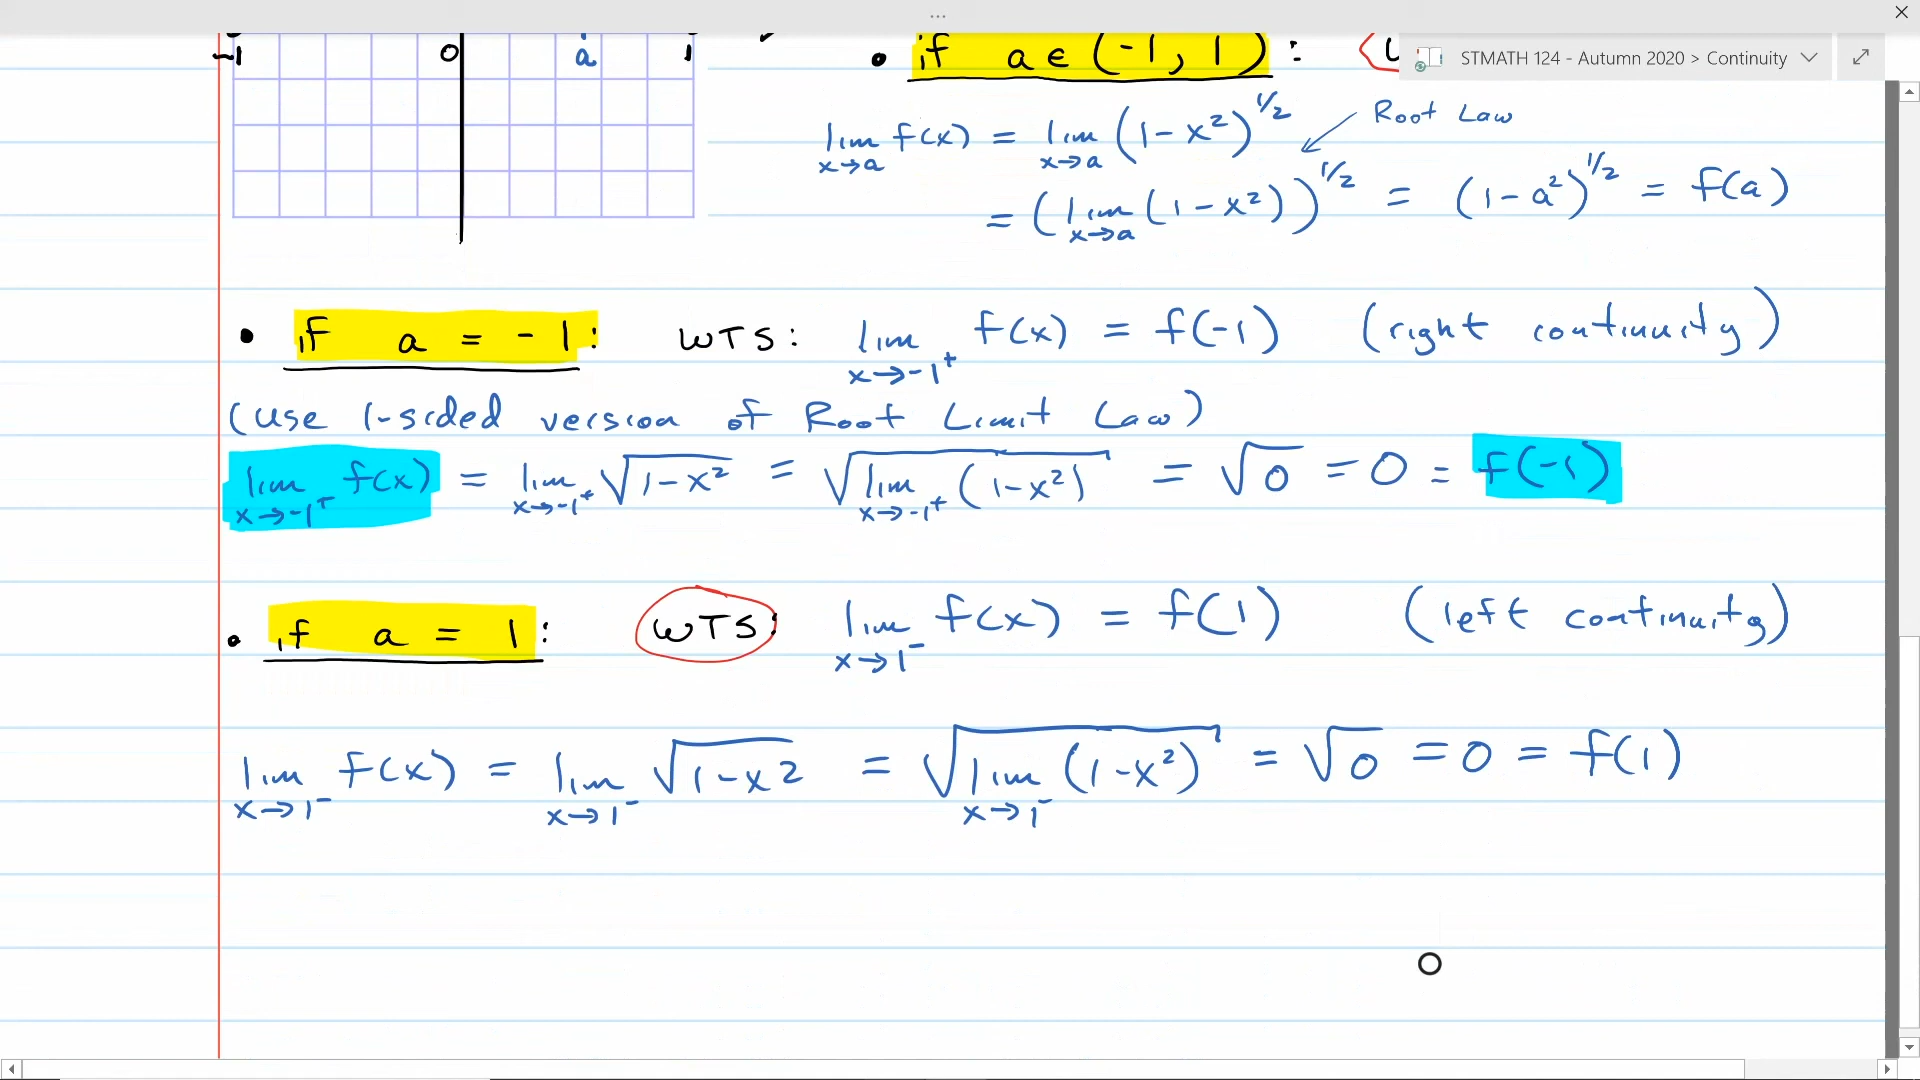 ...
STMATH 124 - Autumn 2020 > Continuity
-1 0 a 1
• if a ∈ (-1, 1) :
Root Law
lim x→a f(x) = lim x→a (1-x²)^1/2
= (lim x→a (1-x²))^1/2 = (1-a²)^1/2 = f(a)
• if a = -1: WTS: lim x→-1⁺ f(x) = f(-1) (right continuity)
(use 1-sided version of Root Limit Law)
lim x→-1⁺ f(x) = lim x→-1⁺ √(1-x²) = √(lim x→-1⁺ (1-x²)) = √0 = 0 = f(-1)
• if a = 1: WTS: lim x→1⁻ f(x) = f(1) (left continuity)
lim x→1⁻ f(x) = lim x→1⁻ √(1-x²) = √(lim x→1⁻ (1-x²)) = √0 = 0 = f(1)